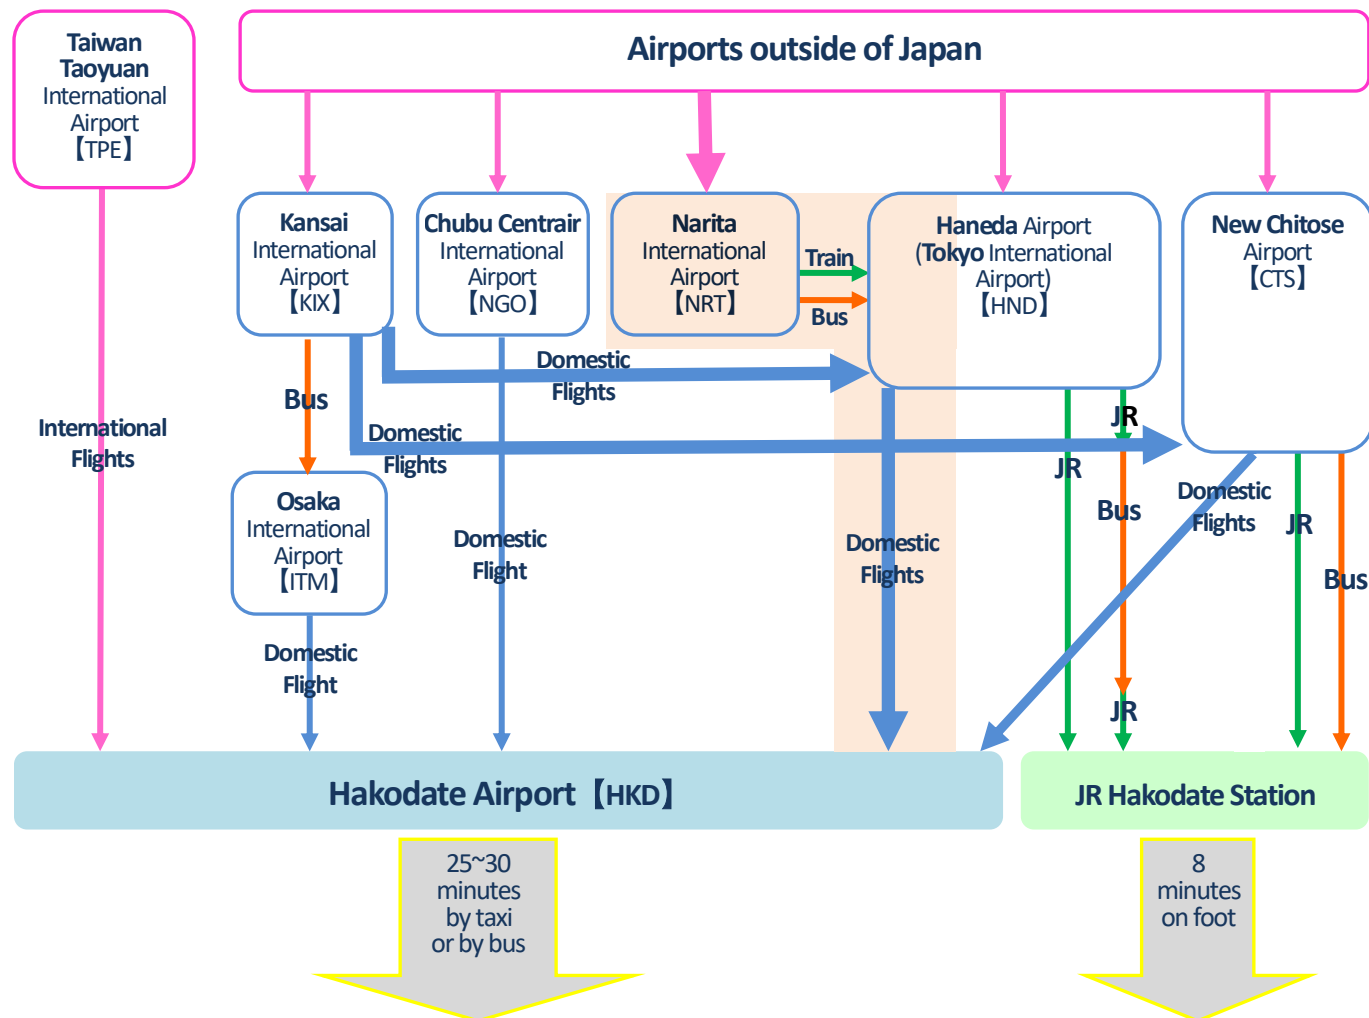 Taiwan
Taoyuan
International
Airport
【TPE】
Airports outside of Japan
Kansai
International
Airport
【KIX】
Chubu Centrair
International
Airport
【NGO】
Narita
International
Airport
【NRT】
Train
Bus
Haneda Airport
(Tokyo International
Airport)
【HND】
New Chitose
Airport
【CTS】
Domestic
Flights
Bus
Domestic
Flights
International
Flights
JR
JR
Bus
Domestic
Flights
JR
Bus
Osaka
International
Airport
【ITM】
Domestic
Flight
Domestic
Flights
Domestic
Flight
JR
Hakodate Airport【HKD】
JR Hakodate Station
25~30
minutes
by taxi
or by bus
8
minutes
on foot